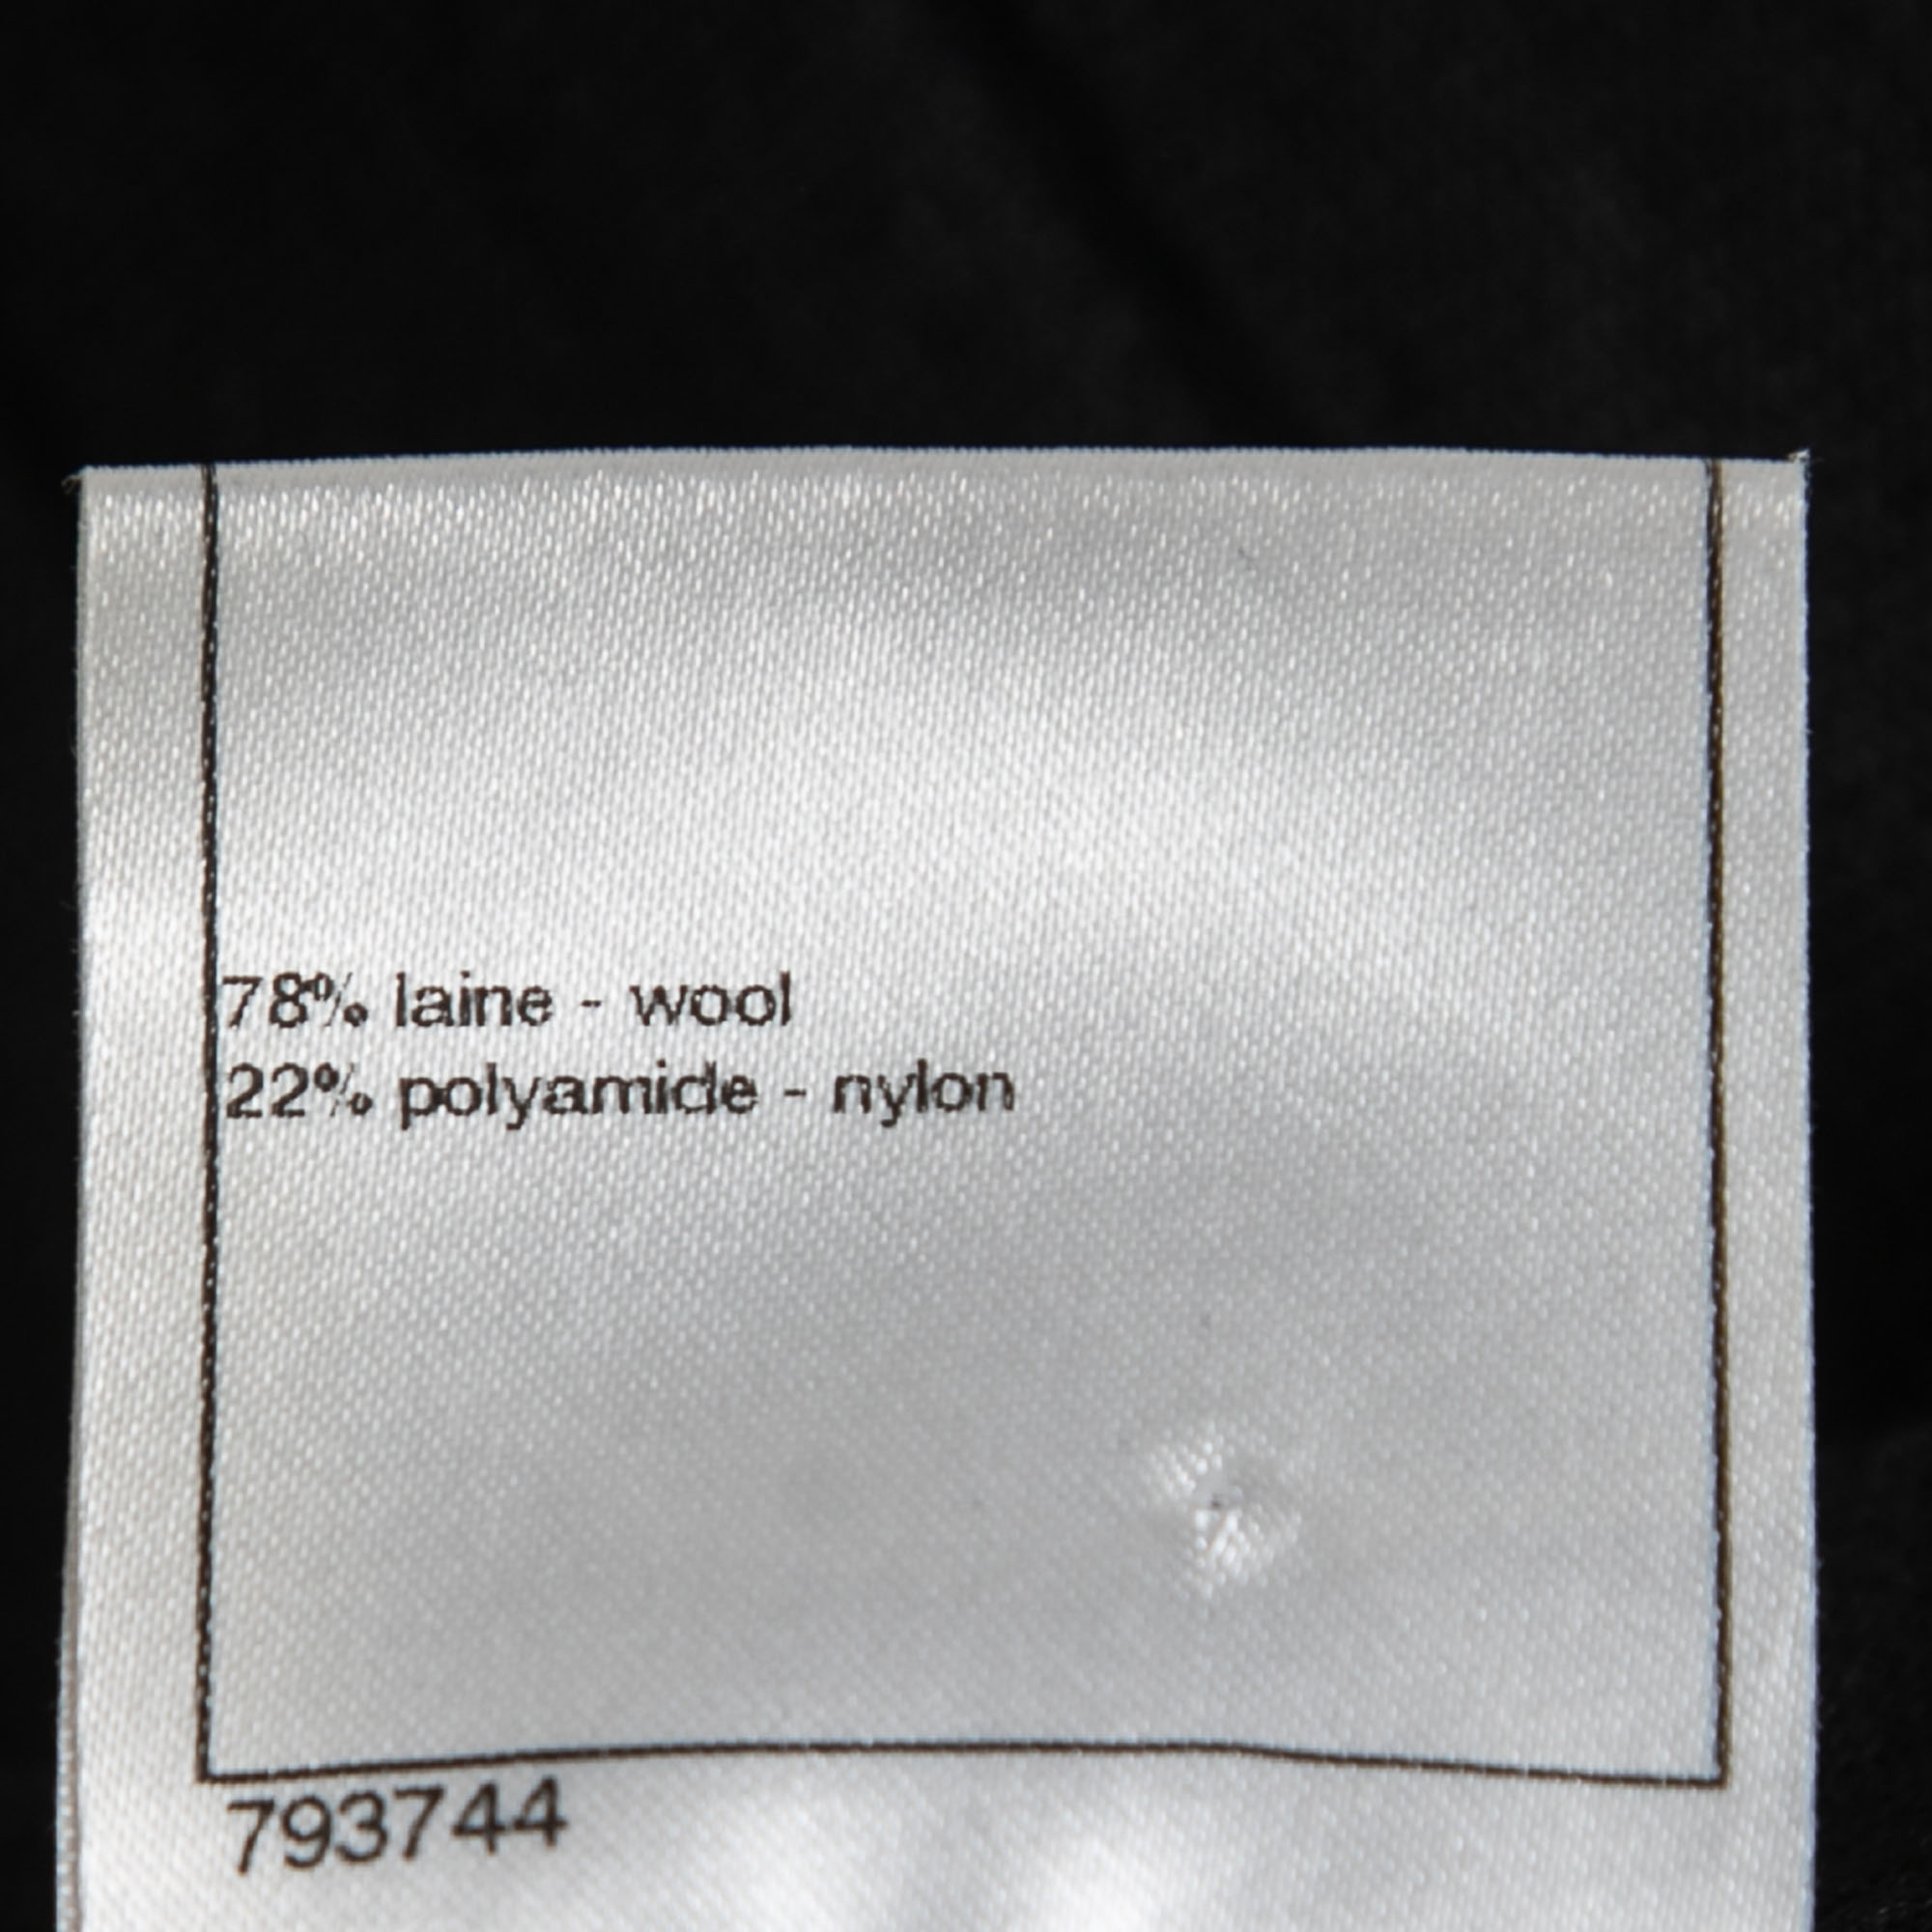 78% laine - wool
22% polyamide - nylon
793744